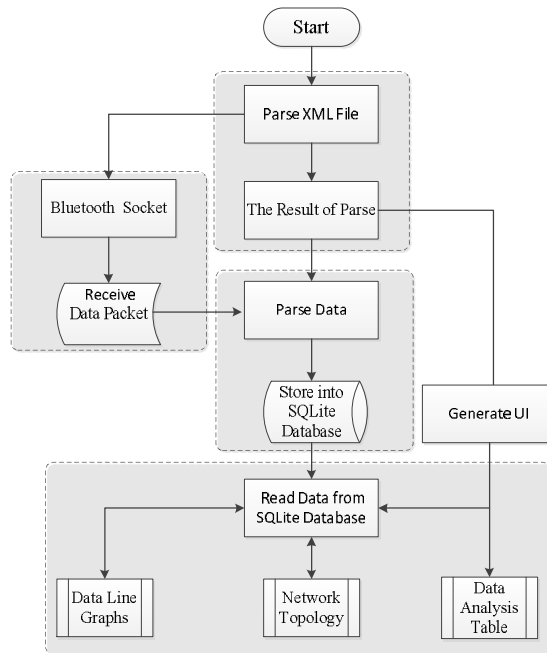 Start
Parse XML File
Bluetooth Socket
The Result of Parse
Receive
Data Packet
Parse Data
Store into
SQLite
Database
Generate UI
Read Data from
SQLite Database
Data Line
Graphs
Network
Topology
Data
Analysis
Table